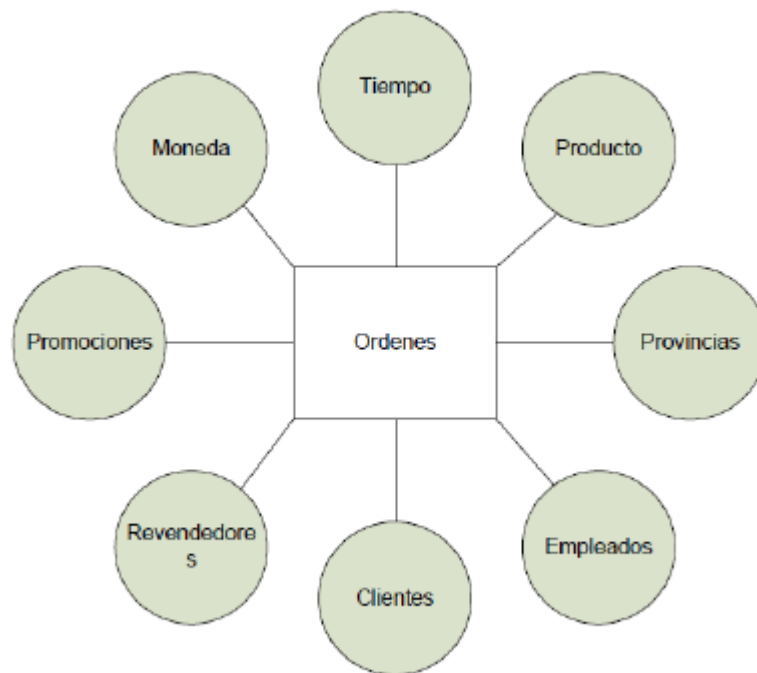 Tiempo
Moneda
Producto
Promociones
Ordenes
Provincias
Revendedore
s
Empleados
Clientes